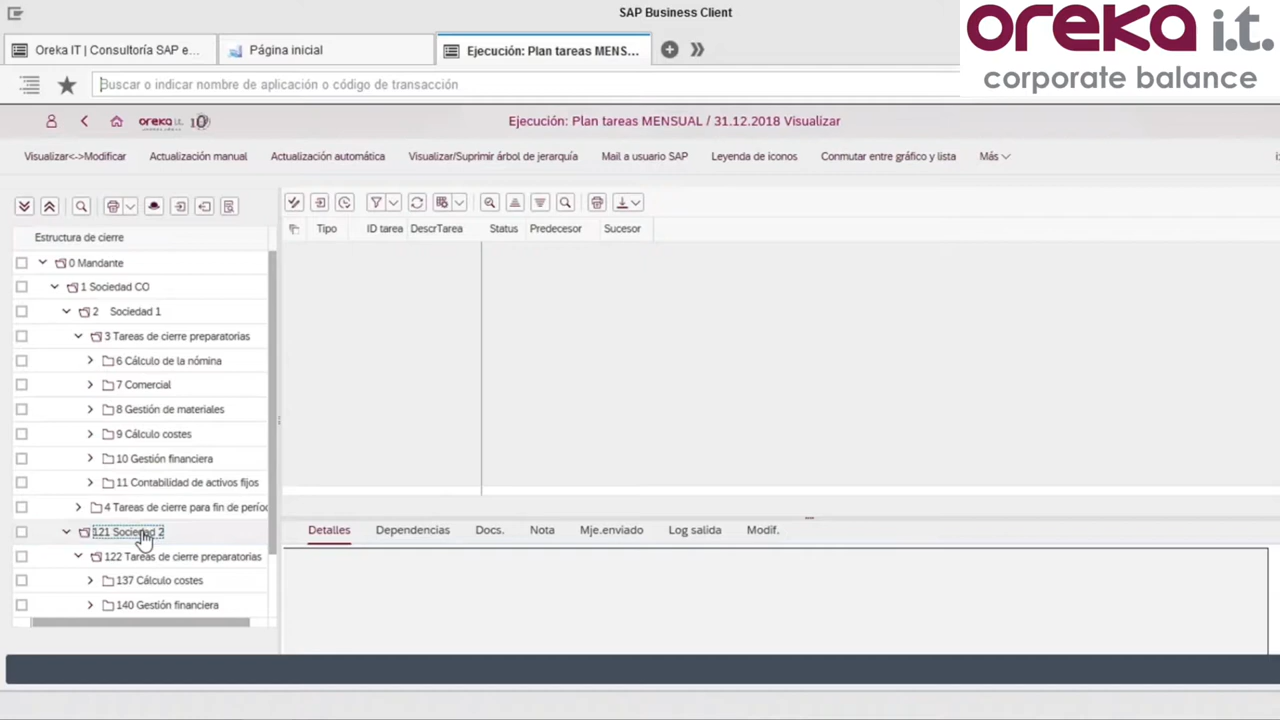 SAP Business Client
oreka i.t.
corporate balance
Oreka IT | Consultoría SAP e...
Página inicial
Ejecución: Plan tareas MENS...
Buscar o indicar nombre de aplicación o código de transacción
oreka i.t. 10
Ejecución: Plan tareas MENSUAL / 31.12.2018 Visualizar
Visualizar<->Modificar Actualización manual Actualización automática Visualizar/Suprimir árbol de jerarquía Mail a usuario SAP Leyenda de iconos Conmutar entre gráfico y lista Más
Estructura de cierre
0 Mandante
1 Sociedad CO
2 Sociedad 1
3 Tareas de cierre preparatorias
6 Cálculo de la nómina
7 Comercial
8 Gestión de materiales
9 Cálculo costes
10 Gestión financiera
11 Contabilidad de activos fijos
4 Tareas de cierre para fin de períod
121 Sociedad 2
122 Tareas de cierre preparatorias
137 Cálculo costes
140 Gestión financiera
Tipo ID tarea DescrTarea Status Predecesor Sucesor
Detalles Dependencias Docs. Nota Mje.enviado Log salida Modif.